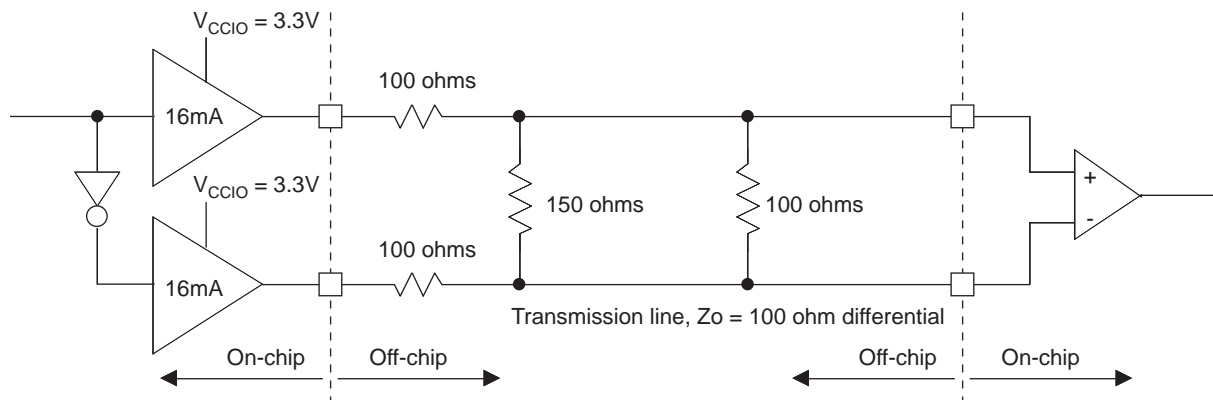 V_CCIO = 3.3V
100 ohms
16mA
V_CCIO = 3.3V
150 ohms
100 ohms
+
-
100 ohms
16mA
Transmission line, Zo = 100 ohm differential
On-chip
Off-chip
Off-chip
On-chip